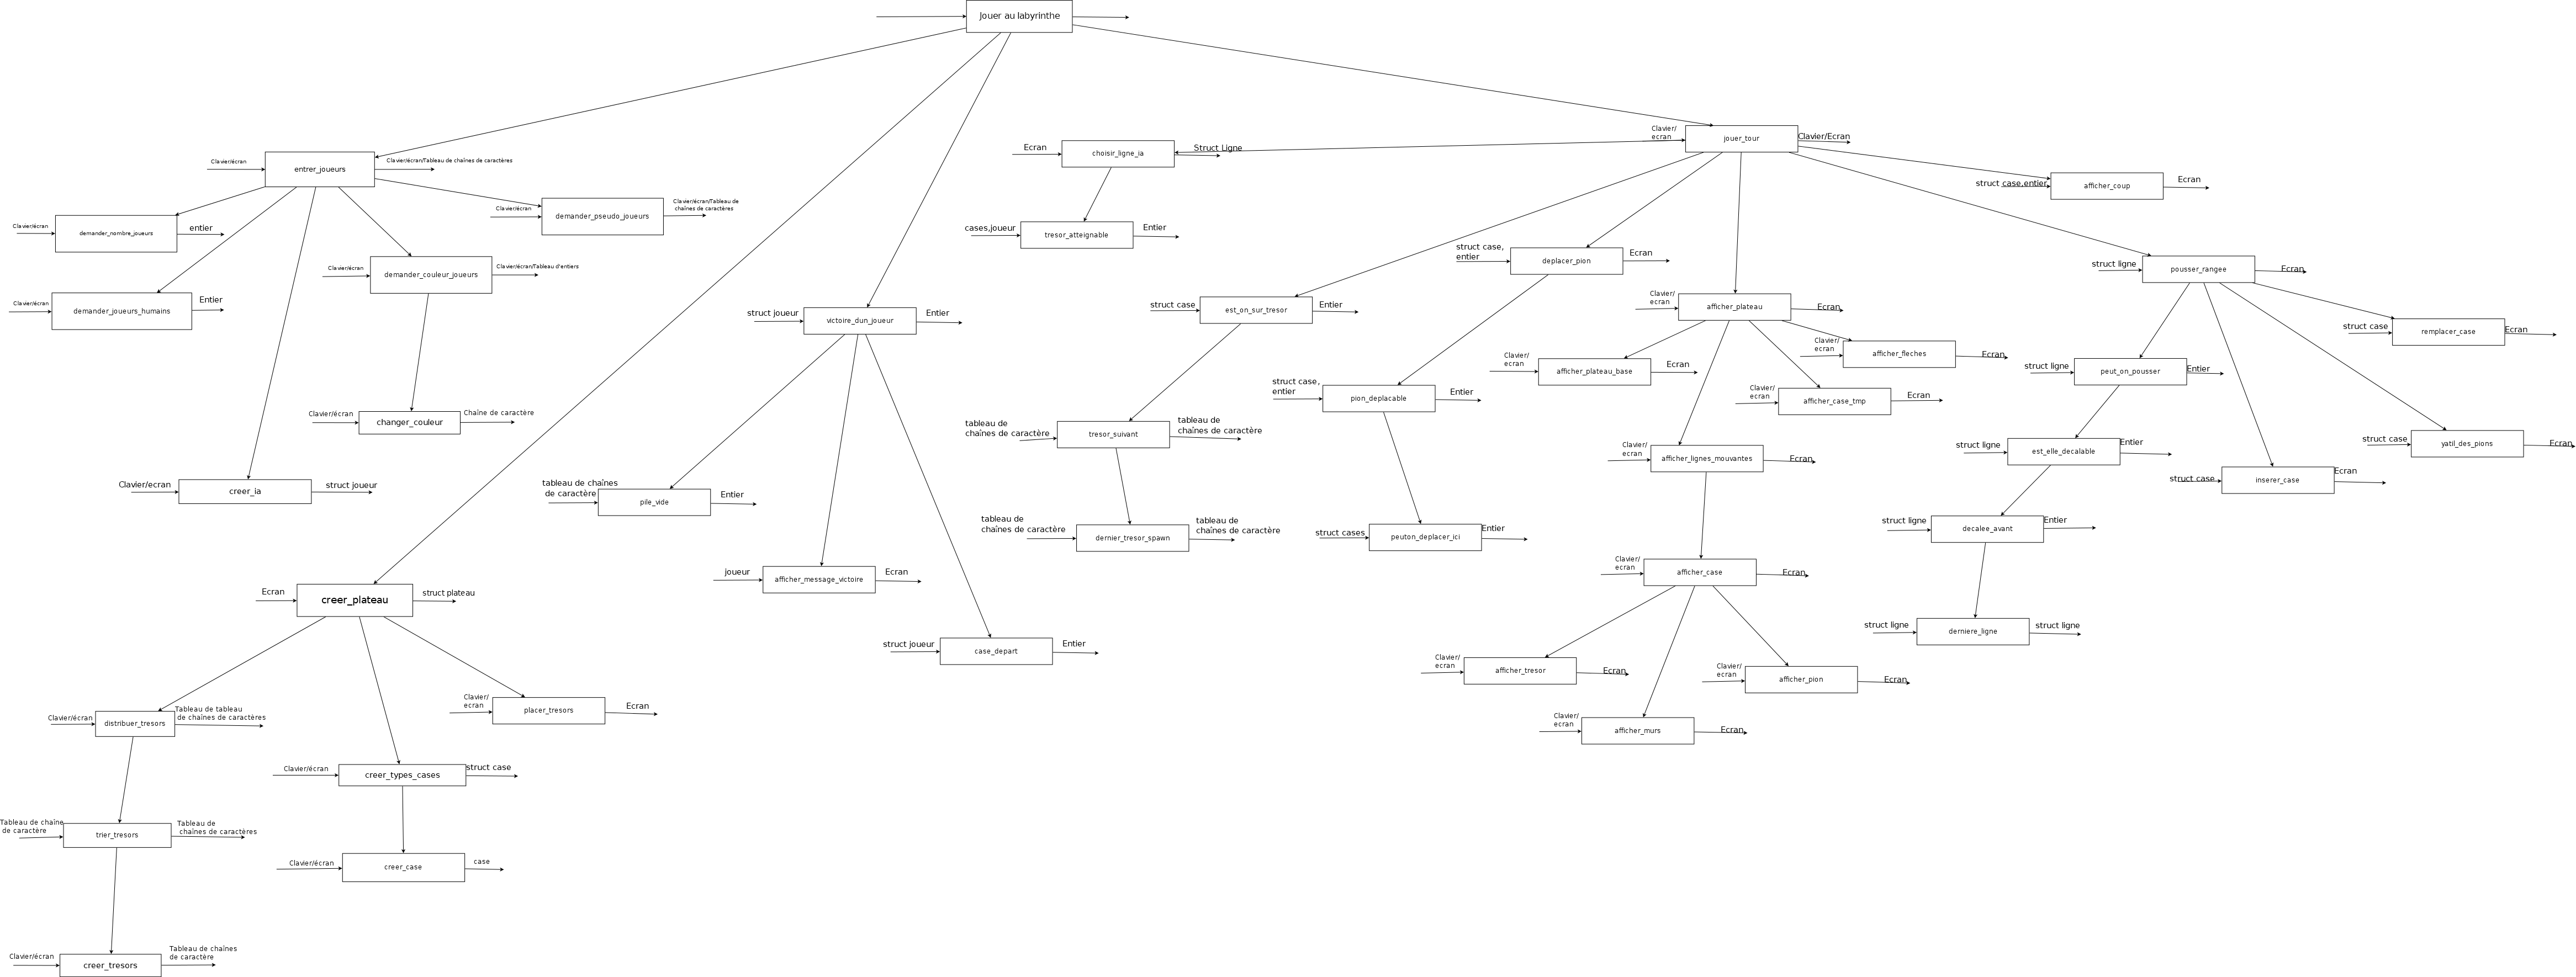 Jouer au labyrinthe
Clavier/
ecran
jouer_tour
Clavier/Ecran
Ecran
choisir_ligne_ia
Struct Ligne
Clavier/écran
entrer_joueurs
Clavier/écran/Tableau de chaînes de caractères
struct case,entier
afficher_coup
Ecran
Clavier/écran
demander_pseudo_joueurs
Clavier/écran/Tableau de
chaînes de caractères
Clavier/écran
demander_nombre_joueurs
entier
cases,joueur
tresor_atteignable
Entier
struct case,
entier
deplacer_pion
Ecran
struct ligne
pousser_rangee
Ecran
Clavier/écran
demander_couleur_joueurs
Clavier/écran/Tableau d'entiers
Clavier/écran
demander_joueurs_humains
Entier
struct case
est_on_sur_tresor
Entier
Clavier/
ecran
afficher_plateau
Ecran
struct joueur
victoire_dun_joueur
Entier
struct case
remplacer_case
Ecran
Clavier/
ecran
afficher_fleches
Ecran
Clavier/
ecran
afficher_plateau_base
Ecran
struct ligne
peut_on_pousser
Entier
struct case,
entier
pion_deplacable
Entier
Clavier/
ecran
afficher_case_tmp
Ecran
Clavier/écran
changer_couleur
Chaîne de caractère
tableau de
chaînes de caractère
tresor_suivant
tableau de
chaînes de caractère
struct case
yatil_des_pions
Ecran
struct ligne
est_elle_decalable
Entier
Clavier/
ecran
afficher_lignes_mouvantes
Ecran
struct case
inserer_case
Ecran
Clavier/ecran
creer_ia
struct joueur
tableau de chaînes
de caractère
pile_vide
Entier
struct ligne
decalee_avant
Entier
tableau de
chaînes de caractère
dernier_tresor_spawn
tableau de
chaînes de caractère
struct cases
peuton_deplacer_ici
Entier
Clavier/
ecran
afficher_case
Ecran
joueur
afficher_message_victoire
Ecran
Ecran
creer_plateau
struct plateau
struct ligne
derniere_ligne
struct ligne
struct joueur
case_depart
Entier
Clavier/
ecran
afficher_tresor
Ecran
Clavier/
ecran
afficher_pion
Ecran
Clavier/
ecran
placer_tresors
Ecran
Clavier/écran
distribuer_tresors
Tableau de tableau
de chaînes de caractères
Clavier/
ecran
afficher_murs
Ecran
Clavier/écran
creer_types_cases
struct case
Tableau de chaîne
de caractère
trier_tresors
Tableau de
chaînes de caractères
Clavier/écran
creer_case
case
Clavier/écran
creer_tresors
Tableau de chaînes
de caractère